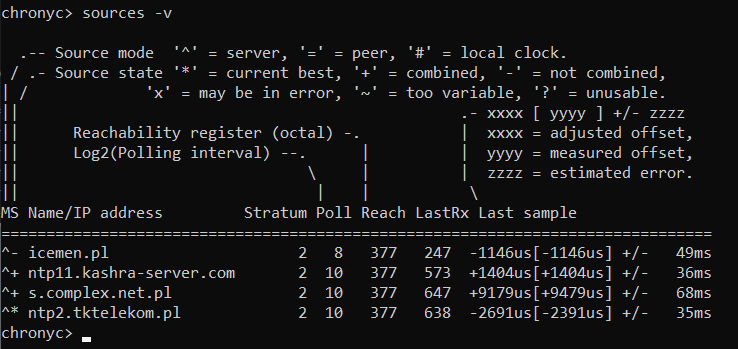 chronyc> sources -v

  .-- Source mode  '^' = server, '=' = peer, '#' = local clock.
 / .- Source state '*' = current best, '+' = combined, '-' = not combined,
| /             'x' = may be in error, '~' = too variable, '?' = unusable.
||                                                 .- xxxx [ yyyy ] +/- zzzz
||      Reachability register (octal) -.           |  xxxx = adjusted offset,
||      Log2(Polling interval) --.      |          |  yyyy = measured offset,
||                                \     |          |  zzzz = estimated error.
||                                 |    |           \
MS Name/IP address         Stratum Poll Reach LastRx Last sample
===============================================================================
^- icemen.pl                     2   8   377   247  -1146us[-1146us] +/-   49ms
^+ ntp11.kashra-server.com       2  10   377   573  +1404us[+1404us] +/-   36ms
^+ s.complex.net.pl              2  10   377   647  +9179us[+9479us] +/-   68ms
^* ntp2.tktelekom.pl             2  10   377   638  -2691us[-2391us] +/-   35ms
chronyc>